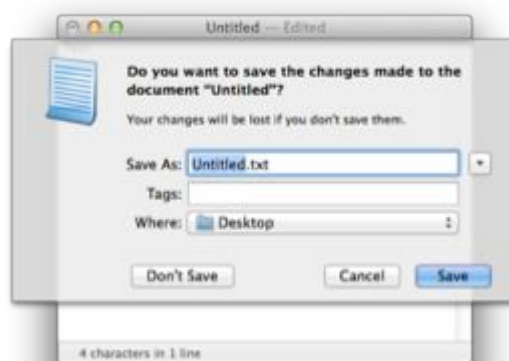 Untitled — Edited
Do you want to save the changes made to the
document "Untitled"?
Your changes will be lost if you don't save them.
Save As: Untitled.txt
Tags:
Where: Desktop
Don't Save Cancel Save
4 characters in 1 line